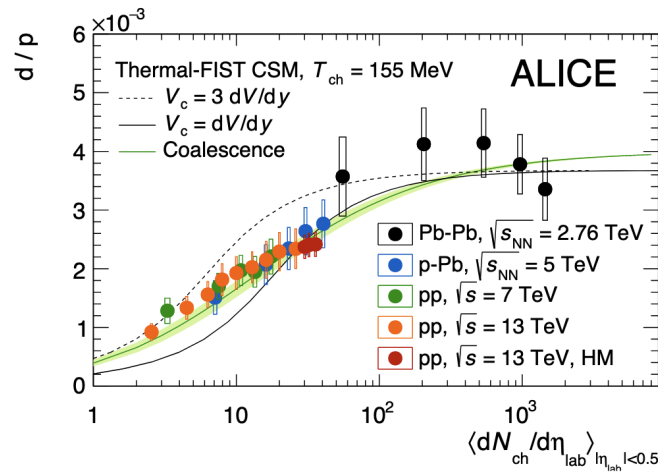 ×10⁻³
d / p
6
5
4
3
2
1
0
Thermal-FIST CSM, T_ch = 155 MeV
ALICE
V_c = 3 dV/dy
V_c = dV/dy
Coalescence
Pb-Pb, √s_NN = 2.76 TeV
p-Pb, √s_NN = 5 TeV
pp, √s = 7 TeV
pp, √s = 13 TeV
pp, √s = 13 TeV, HM
1 10 10² 10³
⟨dN_ch/dη_lab⟩_|η_lab|<0.5